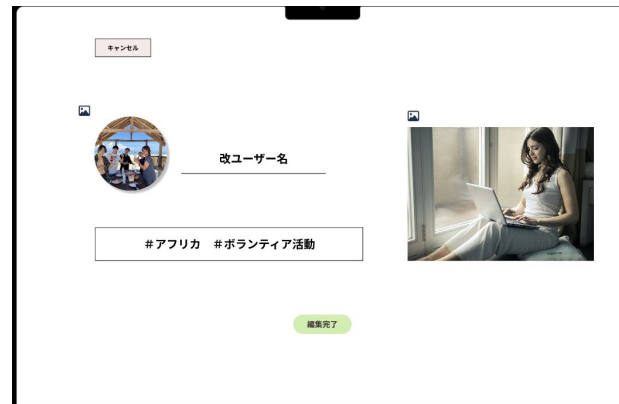 キャンセル
改ユーザー名
＃アフリカ　＃ボランティア活動
編集完了